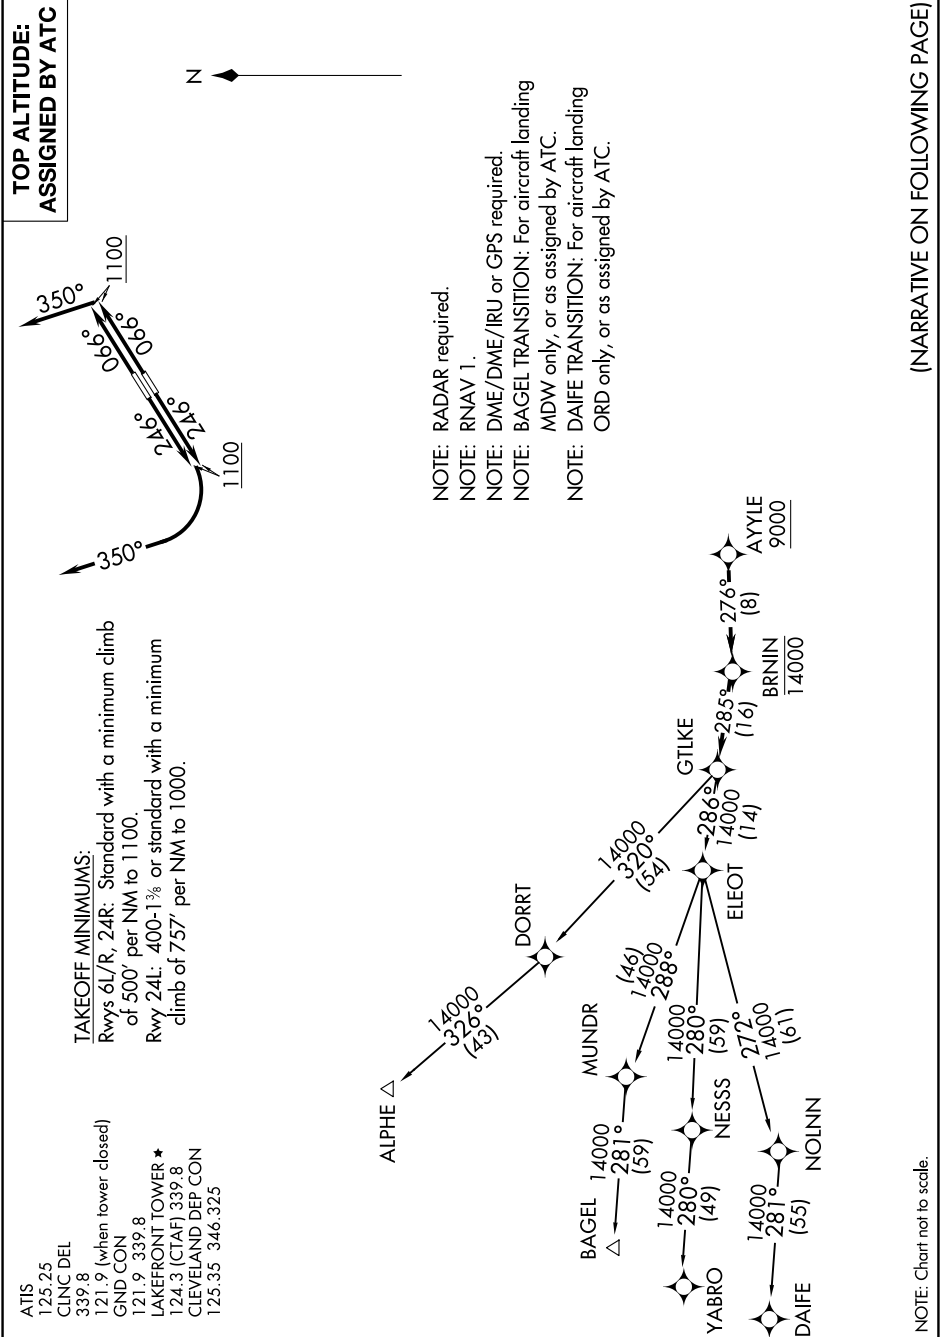 TOP ALTITUDE:
ASSIGNED BY ATC
ATIS
125.25
CLNC DEL
339.8
121.9 (when tower closed)
GND CON
121.9 339.8
LAKEFRONT TOWER ★
124.3 (CTAF) 339.8
CLEVELAND DEP CON
125.35 346.325
TAKEOFF MINIMUMS:
Rwys 6L/R, 24R: Standard with a minimum climb
of 500' per NM to 1100.
Rwy 24L: 400-1⅜ or standard with a minimum
climb of 757' per NM to 1000.
350°
350°
066°
066°
246°
246°
1100
1100
N
NOTE: RADAR required.
NOTE: RNAV 1.
NOTE: DME/DME/IRU or GPS required.
NOTE: BAGEL TRANSITION: For aircraft landing
MDW only, or as assigned by ATC.
NOTE: DAIFE TRANSITION: For aircraft landing
ORD only, or as assigned by ATC.
ALPHE
14000
326°
(43)
DORRT
14000
320°
(54)
GTLKE
285°
(16)
BRNIN
14000
276°
(8)
AYYLE
9000
286°
14000
(14)
ELEOT
(46)
14000
288°
MUNDR
14000
281°
(59)
BAGEL
14000
280°
(59)
NESSS
14000
280°
(49)
YABRO
272°
14000
(61)
NOLNN
14000
281°
(55)
DAIFE
NOTE: Chart not to scale.
(NARRATIVE ON FOLLOWING PAGE)